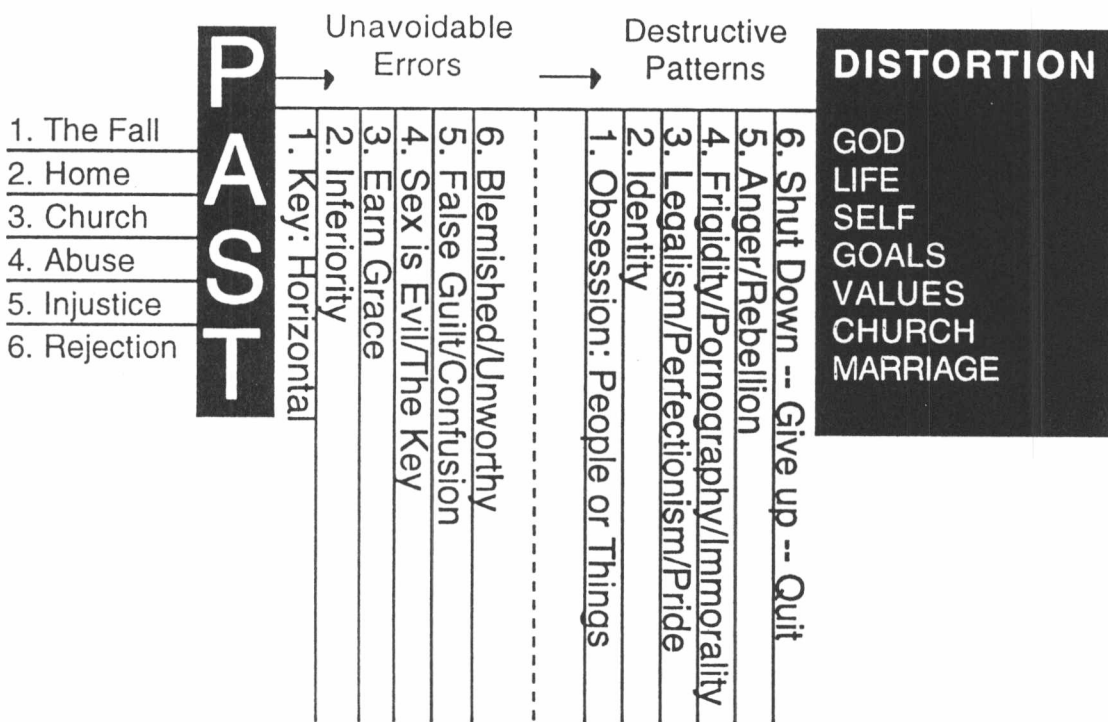 1. The Fall
2. Home
3. Church
4. Abuse
5. Injustice
6. Rejection
PAST
Unavoidable
Errors
1. Key: Horizontal
2. Inferiority
3. Earn Grace
4. Sex is Evil/The Key
5. False Guilt/Confusion
6. Blemished/Unworthy
Destructive
Patterns
1. Obsession: People or Things
2. Identity
3. Legalism/Perfectionism/Pride
4. Frigidity/Pornography/Immorality
5. Anger/Rebellion
6. Shut Down -- Give up -- Quit
DISTORTION
GOD
LIFE
SELF
GOALS
VALUES
CHURCH
MARRIAGE